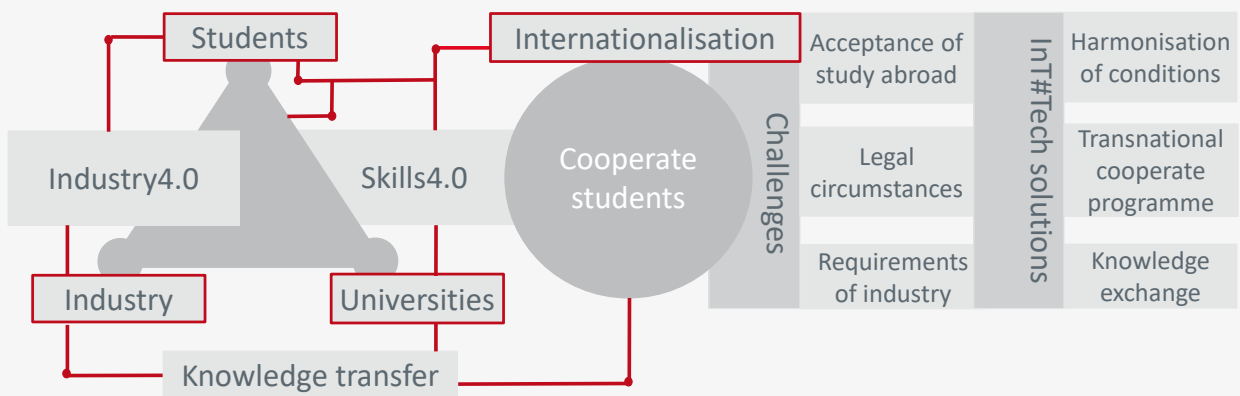 Students
Internationalisation
Industry4.0
Skills4.0
Industry
Universities
Knowledge transfer
Cooperate
students
Challenges
Acceptance of
study abroad
Legal
circumstances
Requirements
of industry
InT#Tech solutions
Harmonisation
of conditions
Transnational
cooperate
programme
Knowledge
exchange